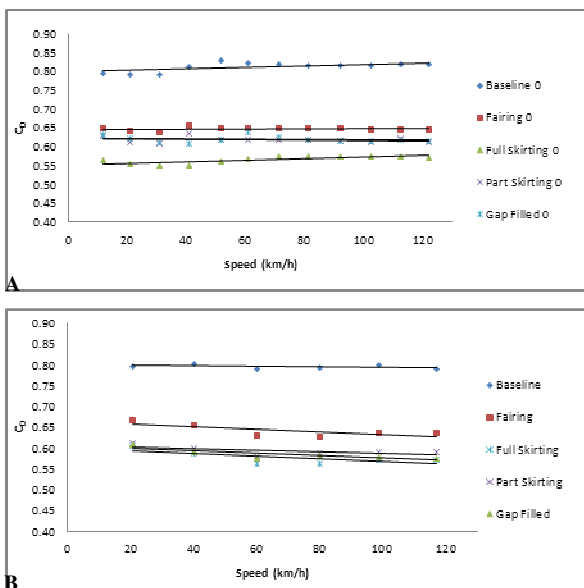 0.90
0.85
0.80
0.75
0.70
0.65
0.60
0.55
0.50
0.45
0.40
CD
0 20 40 60 80 100 120
Speed (km/h)
Baseline 0
Fairing 0
Full Skirting 0
Part Skirting 0
Gap Filled 0
A
0.90
0.85
0.80
0.75
0.70
0.65
0.60
0.55
0.50
0.45
0.40
CD
0 20 40 60 80 100 120
Speed (km/h)
Baseline
Fairing
Full Skirting
Part Skirting
Gap Filled
B